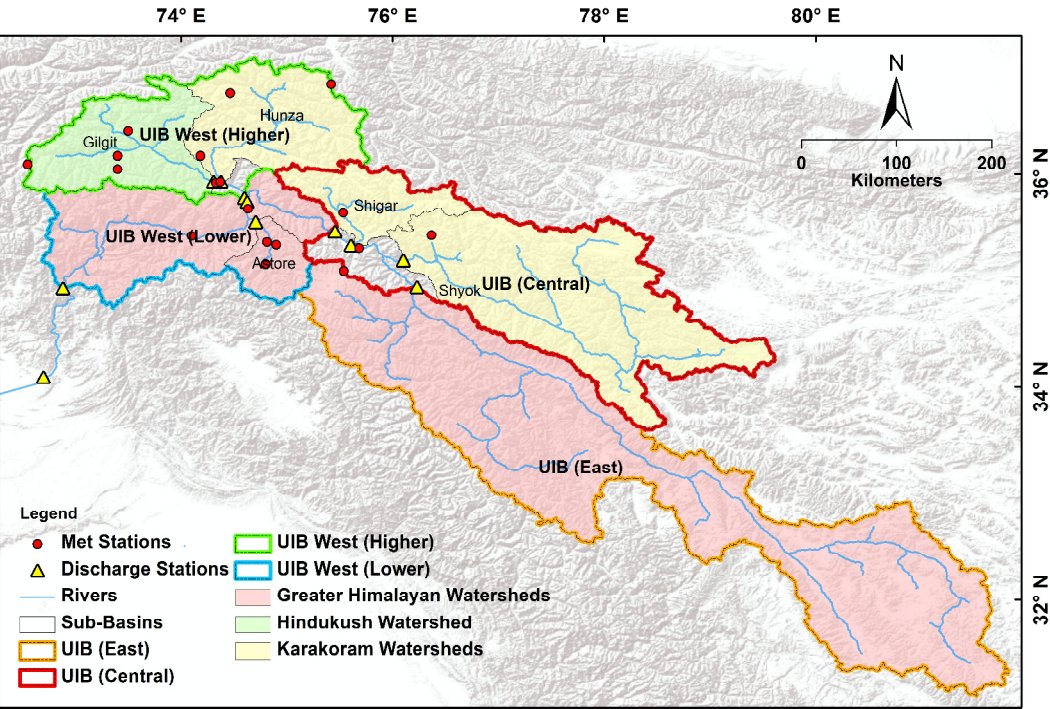 74° E 76° E 78° E 80° E
N
0 100 200
Kilometers
36° N
34° N
32° N
Hunza
Gilgit
UIB West (Higher)
Shigar
UIB West (Lower)
Astore
Shyok
UIB (Central)
UIB (East)
Legend
Met Stations
Discharge Stations
Rivers
Sub-Basins
UIB (East)
UIB (Central)
UIB West (Higher)
UIB West (Lower)
Greater Himalayan Watersheds
Hindukush Watershed
Karakoram Watersheds